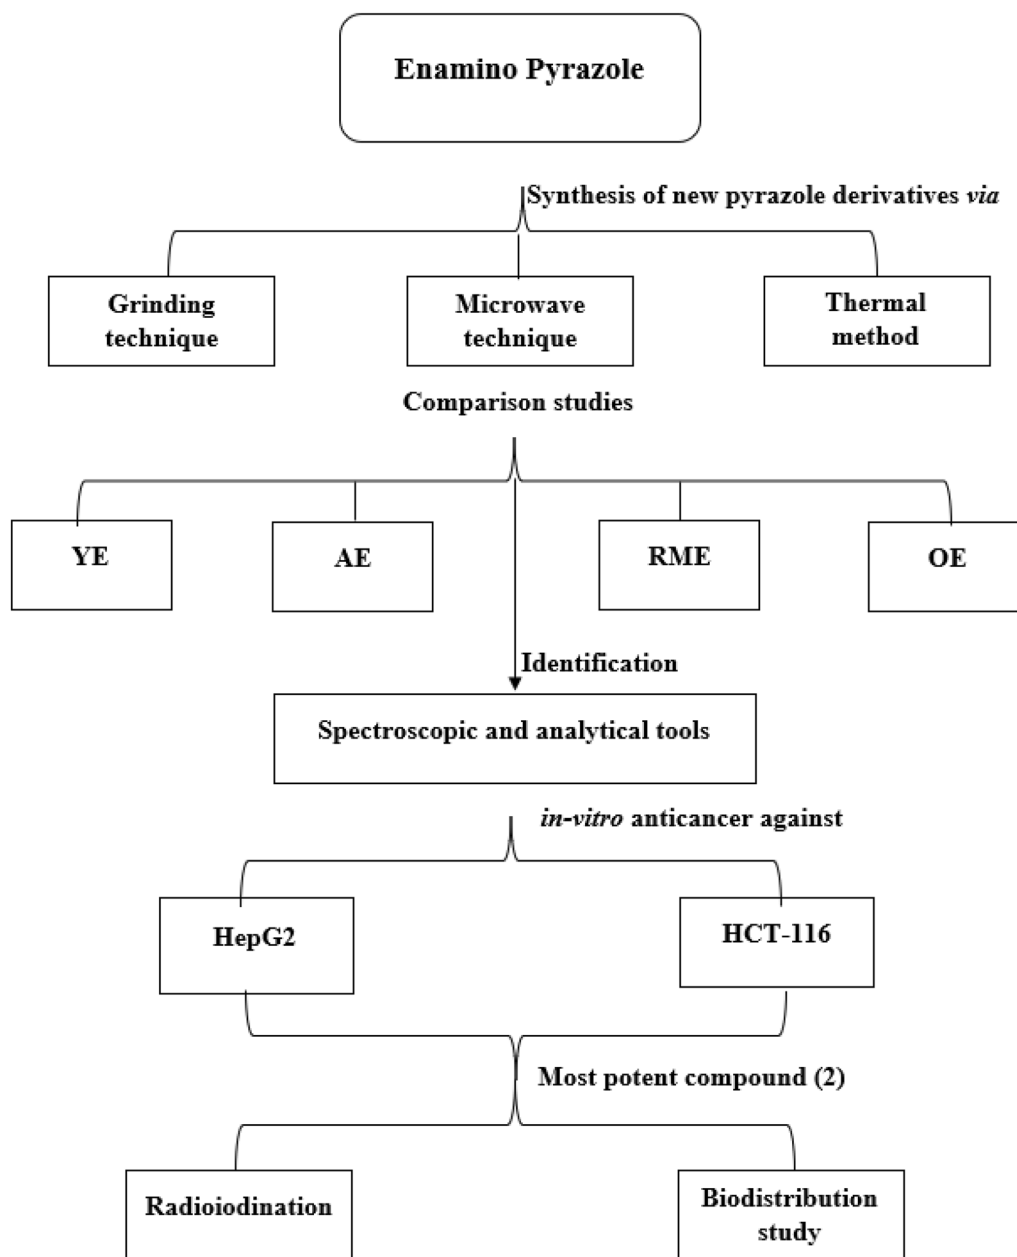 Enamino Pyrazole
Synthesis of new pyrazole derivatives via
Grinding
technique
Microwave
technique
Thermal
method
Comparison studies
YE
AE
RME
OE
Identification
Spectroscopic and analytical tools
in-vitro anticancer against
HepG2
HCT-116
Most potent compound (2)
Radioiodination
Biodistribution
study